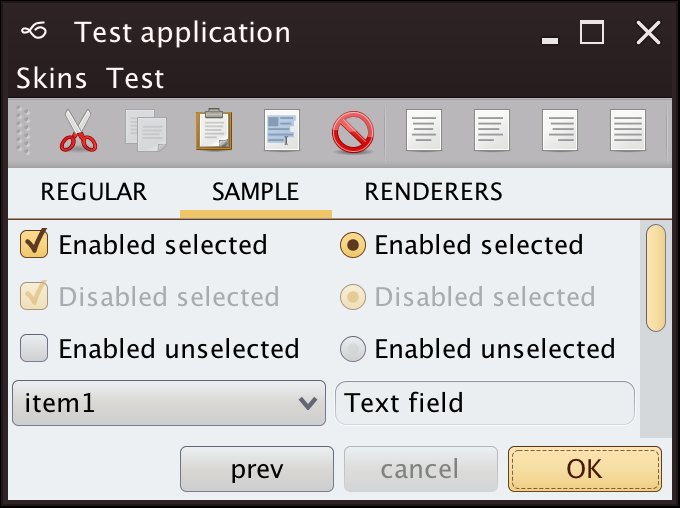 Test application
Skins Test
REGULAR SAMPLE RENDERERS
Enabled selected Enabled selected
Disabled selected Disabled selected
Enabled unselected Enabled unselected
item1 Text field
prev cancel OK